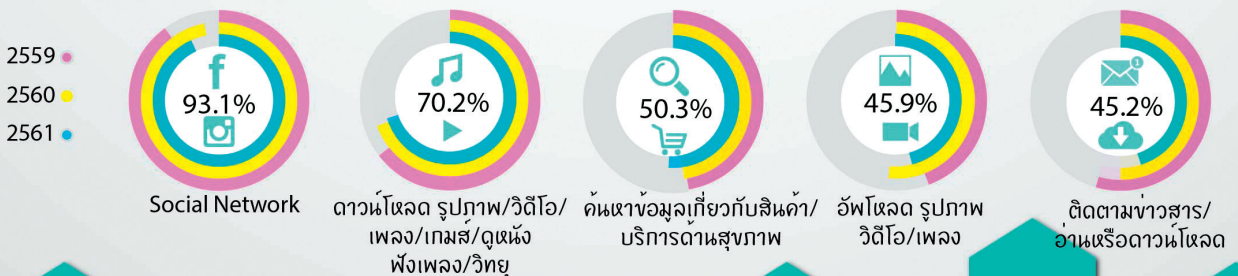 2559
2560
2561
93.1%
Social Network
70.2%
ดาวน์โหลด รูปภาพ/วิดีโอ/
เพลง/เกมส์/ดูหนัง
ฟังเพลง/วิทยุ
50.3%
ค้นหาข้อมูลเกี่ยวกับสินค้า/
บริการด้านสุขภาพ
45.9%
อัพโหลด รูปภาพ
วิดีโอ/เพลง
1
45.2%
ติดตามข่าวสาร/
อ่านหรือดาวน์โหลด